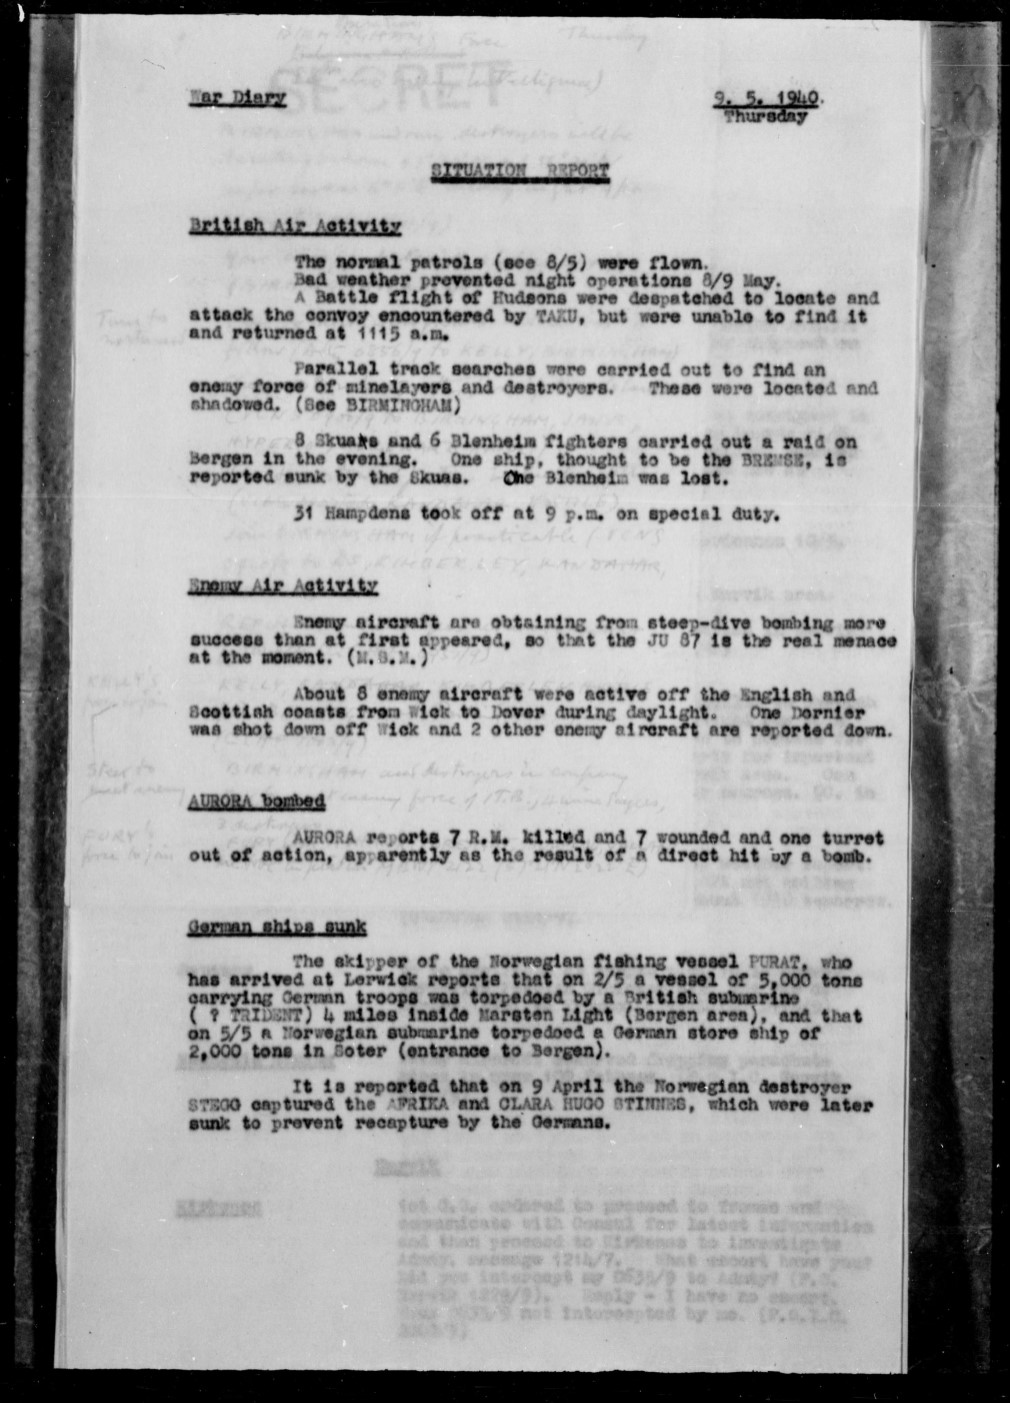 War Diary
9. 5. 1940.
Thursday
SITUATION REPORT
British Air Activity
The normal patrols (see 8/5) were flown.
Bad weather prevented night operations 8/9 May.
A Battle flight of Hudsons were despatched to locate and
attack the convoy encountered by TAKU, but were unable to find it
and returned at 1115 a.m.
Parallel track searches were carried out to find an
enemy force of minelayers and destroyers. These were located and
shadowed. (See BIRMINGHAM)
8 Skuas and 6 Blenheim fighters carried out a raid on
Bergen in the evening. One ship, thought to be the BREMSE, is
reported sunk by the Skuas. One Blenheim was lost.
31 Hampdens took off at 9 p.m. on special duty.
Enemy Air Activity
Enemy aircraft are obtaining from steep-dive bombing more
success than at first appeared, so that the JU 87 is the real menace
at the moment. (M.S.M.)
About 8 enemy aircraft were active off the English and
Scottish coasts from Wick to Dover during daylight. One Dornier
was shot down off Wick and 2 other enemy aircraft are reported down.
AURORA bombed
AURORA reports 7 R.M. killed and 7 wounded and one turret
out of action, apparently as the result of a direct hit by a bomb.
German ships sunk
The skipper of the Norwegian fishing vessel PURAT, who
has arrived at Lerwick reports that on 2/5 a vessel of 5,000 tons
carrying German troops was torpedoed by a British submarine
( ? TRIDENT) 4 miles inside Marsten Light (Bergen area), and that
on 5/5 a Norwegian submarine torpedoed a German store ship of
2,000 tons in Soter (entrance to Bergen).
It is reported that on 9 April the Norwegian destroyer
STEGG captured the AFRIKA and CLARA HUGO STINNES, which were later
sunk to prevent recapture by the Germans.